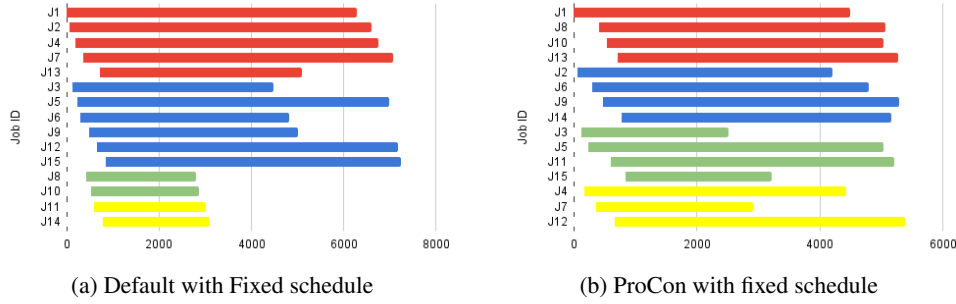 J1
J2
J4
J7
J13
J3
J5
J6
J9
J12
J15
J8
J10
J11
J14
Job ID
0 2000 4000 6000 8000
(a) Default with Fixed schedule
J1
J8
J10
J13
J2
J6
J9
J14
J3
J5
J11
J15
J4
J7
J12
Job ID
0 2000 4000 6000
(b) ProCon with fixed schedule